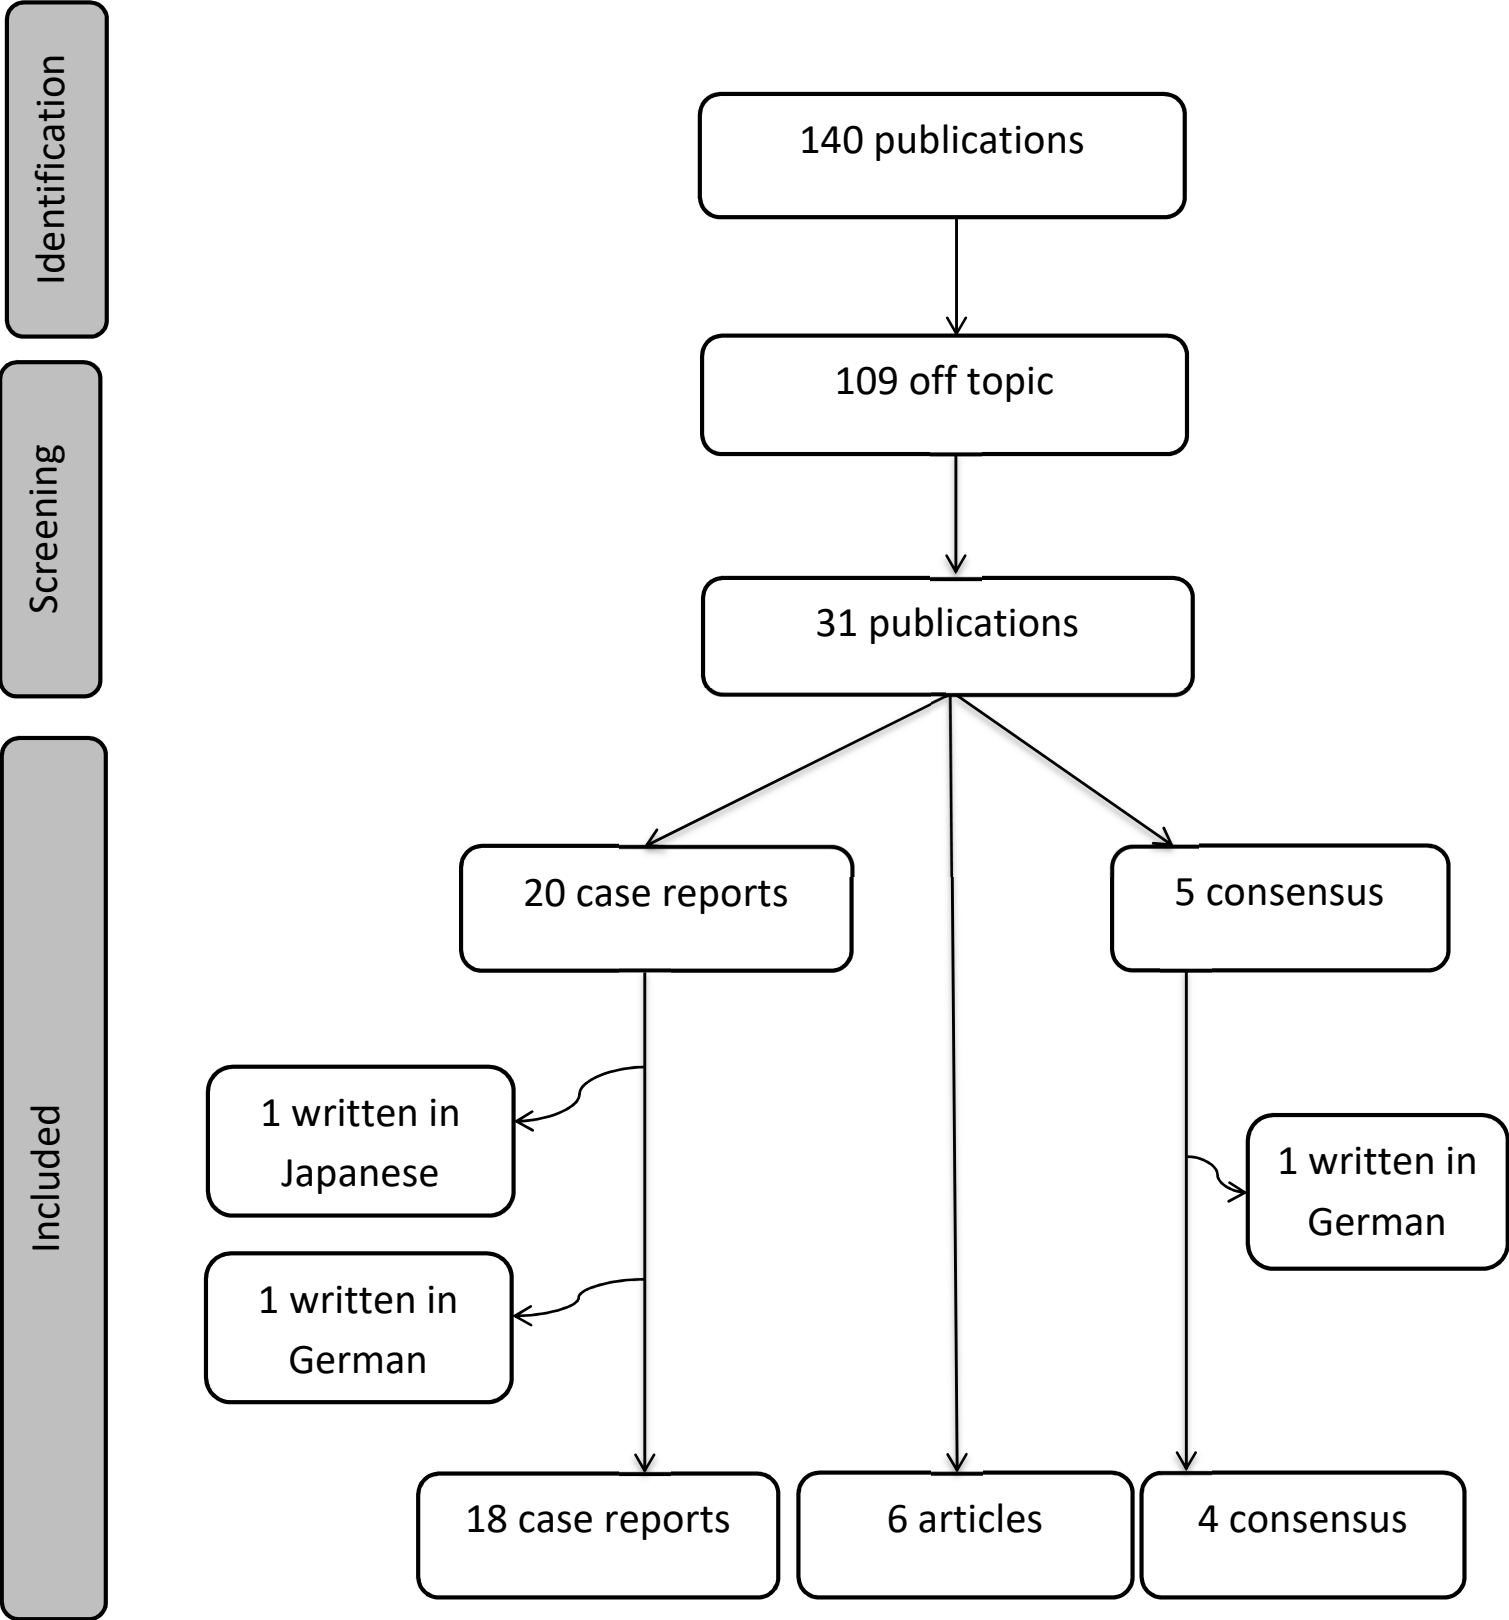 Identification
140 publications
109 off topic
Screening
31 publications
20 case reports
5 consensus
Included
1 written in
Japanese
1 written in
German
1 written in
German
18 case reports
6 articles
4 consensus